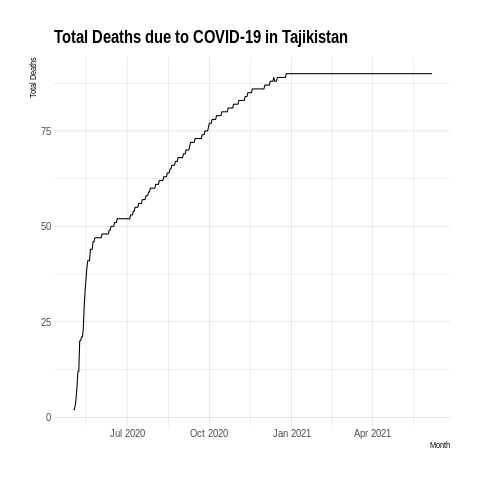 Total Deaths due to COVID-19 in Tajikistan
Total Deaths
75
50
25
0
Jul 2020 Oct 2020 Jan 2021 Apr 2021
Month